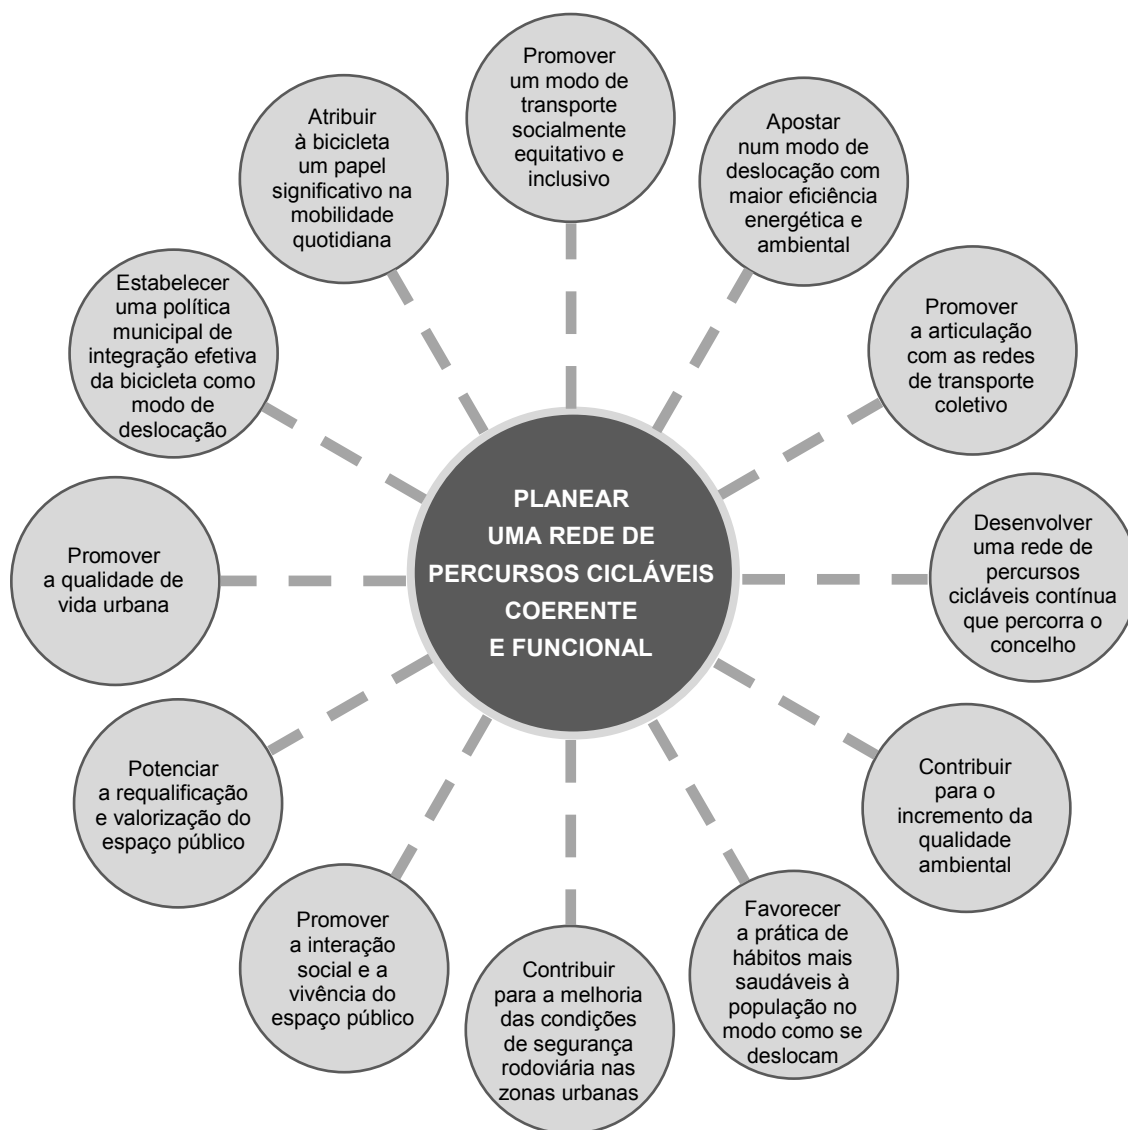 Promover
um modo de
transporte
socialmente
equitativo e
inclusivo
Apostar
num modo de
deslocação com
maior eficiência
energética e
ambiental
Promover
a articulação
com as redes
de transporte
coletivo
Desenvolver
uma rede de
percursos
cicláveis contínua
que percorra o
concelho
Contribuir
para o
incremento da
qualidade
ambiental
Favorecer
a prática de
hábitos mais
saudáveis à
população no
modo como se
deslocam
Contribuir
para a melhoria
das condições
de segurança
rodoviária nas
zonas urbanas
Promover
a interação
social e a
vivência do
espaço público
Potenciar
a requalificação
e valorização do
espaço público
Promover
a qualidade de
vida urbana
Estabelecer
uma política
municipal de
integração efetiva
da bicicleta como
modo de
deslocação
Atribuir
à bicicleta
um papel
significativo na
mobilidade
quotidiana
PLANEAR
UMA REDE DE
PERCURSOS CICLÁVEIS
COERENTE
E FUNCIONAL